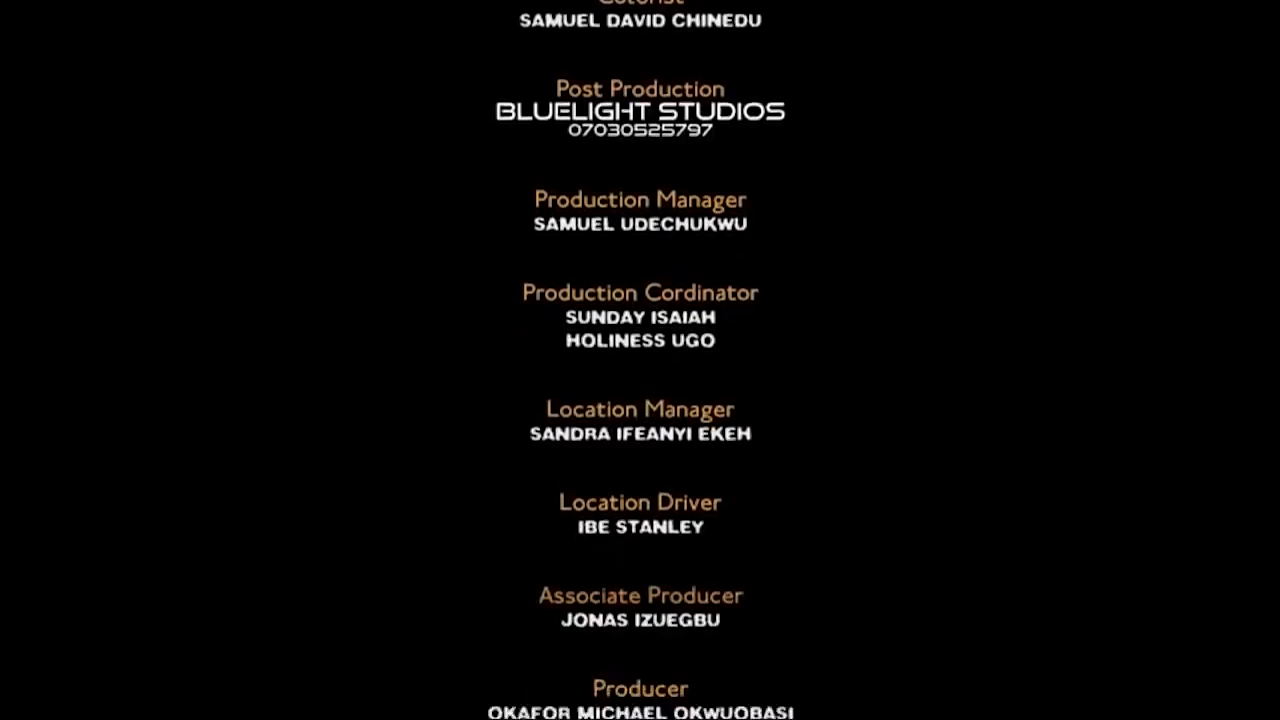 Colorist
SAMUEL DAVID CHINEDU
Post Production
BLUELIGHT STUDIOS
07030525797
Production Manager
SAMUEL UDECHUKWU
Production Cordinator
SUNDAY ISAIAH
HOLINESS UGO
Location Manager
SANDRA IFEANYI EKEH
Location Driver
IBE STANLEY
Associate Producer
JONAS IZUEGBU
Producer
OKAFOR MICHAEL OKWUOBASI